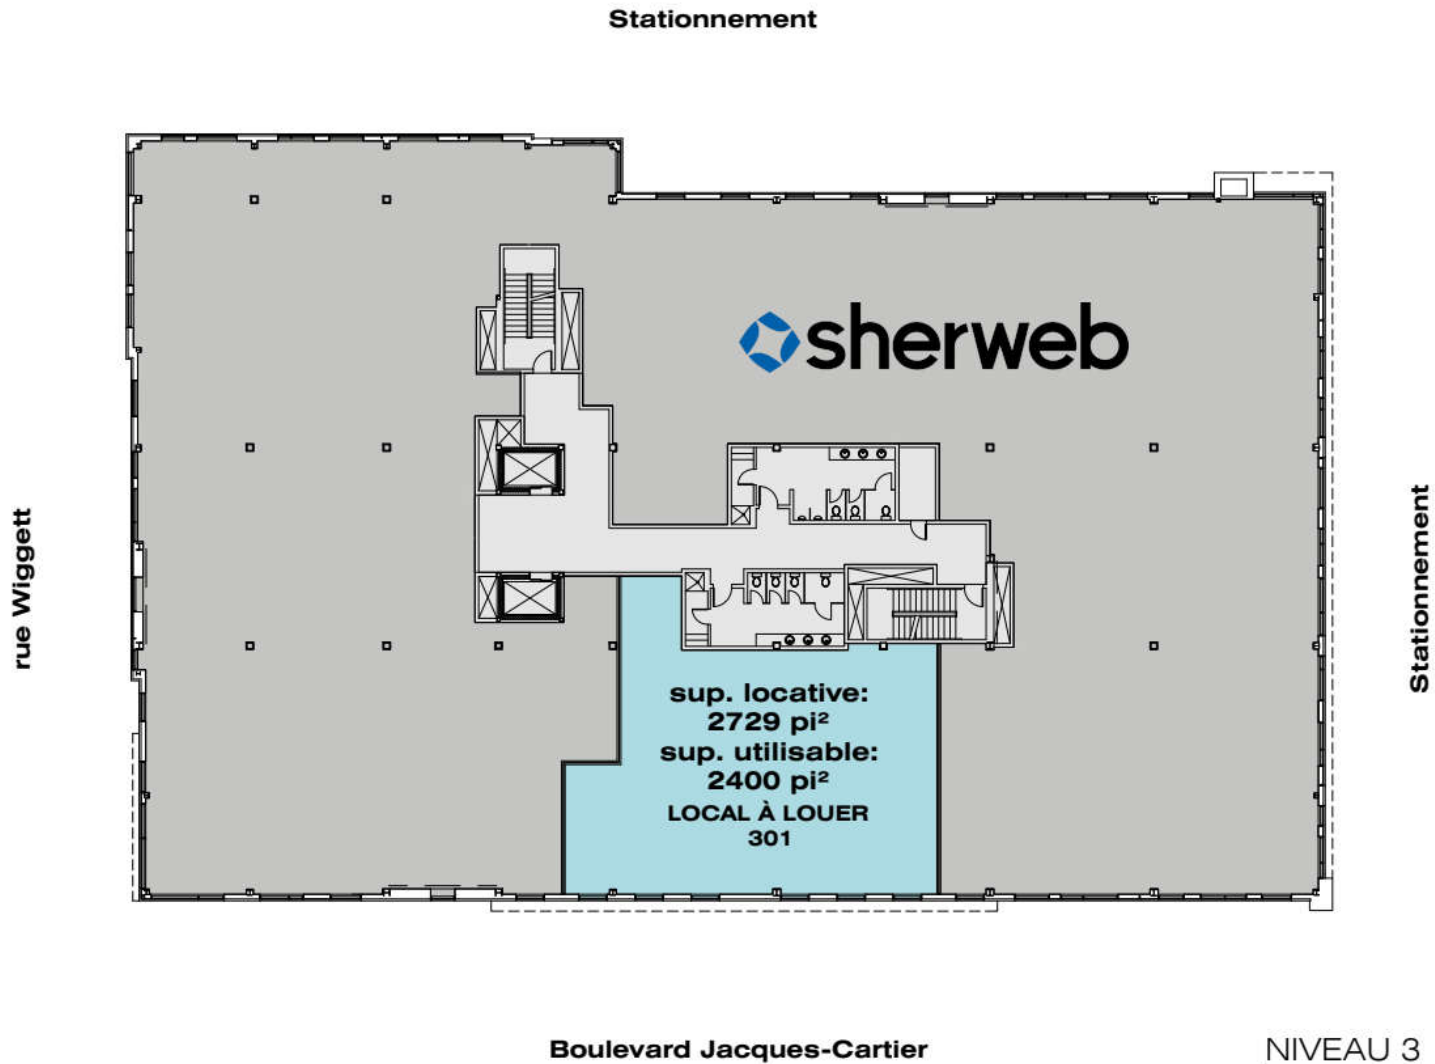 Stationnement
sherweb
rue Wiggett
Stationnement
sup. locative:
2729 pi²
sup. utilisable:
2400 pi²
LOCAL À LOUER
301
Boulevard Jacques-Cartier
NIVEAU 3